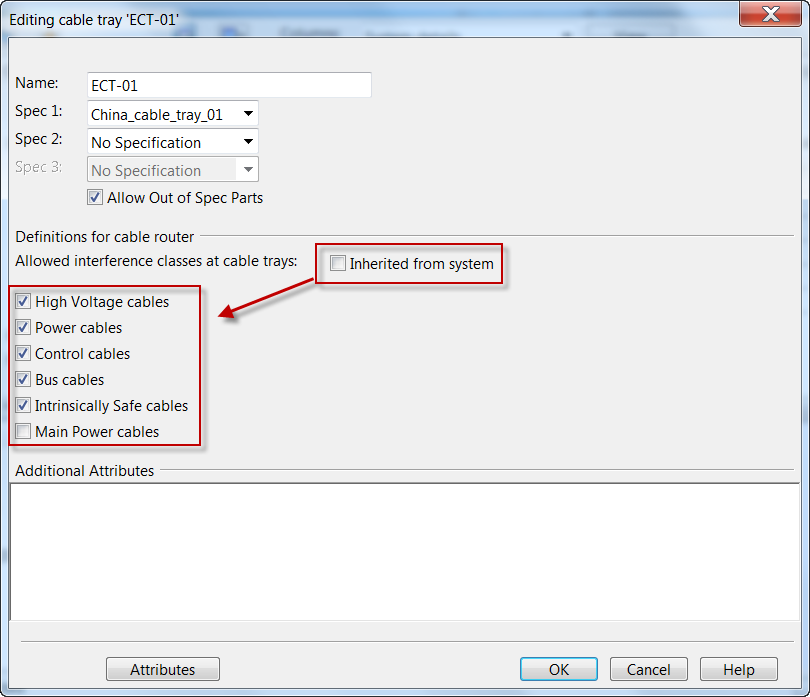 Editing cable tray 'ECT-01'
Name: ECT-01
Spec 1: China_cable_tray_01
Spec 2: No Specification
Spec 3: No Specification
Allow Out of Spec Parts
Definitions for cable router
Allowed interference classes at cable trays: Inherited from system
High Voltage cables
Power cables
Control cables
Bus cables
Intrinsically Safe cables
Main Power cables
Additional Attributes
Attributes OK Cancel Help